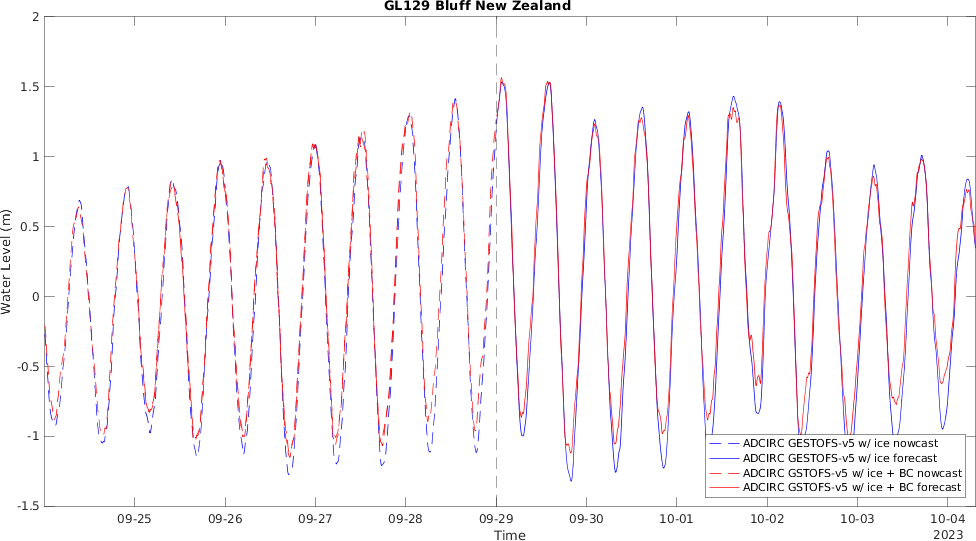 GL129 Bluff New Zealand
2
1.5
1
0.5
0
-0.5
-1
-1.5
Water Level (m)
ADCIRC GESTOFS-v5 w/ ice nowcast
ADCIRC GESTOFS-v5 w/ ice forecast
ADCIRC GSTOFS-v5 w/ ice + BC nowcast
ADCIRC GSTOFS-v5 w/ ice + BC forecast
09-25 09-26 09-27 09-28 09-29 09-30 10-01 10-02 10-03 10-04
Time 2023